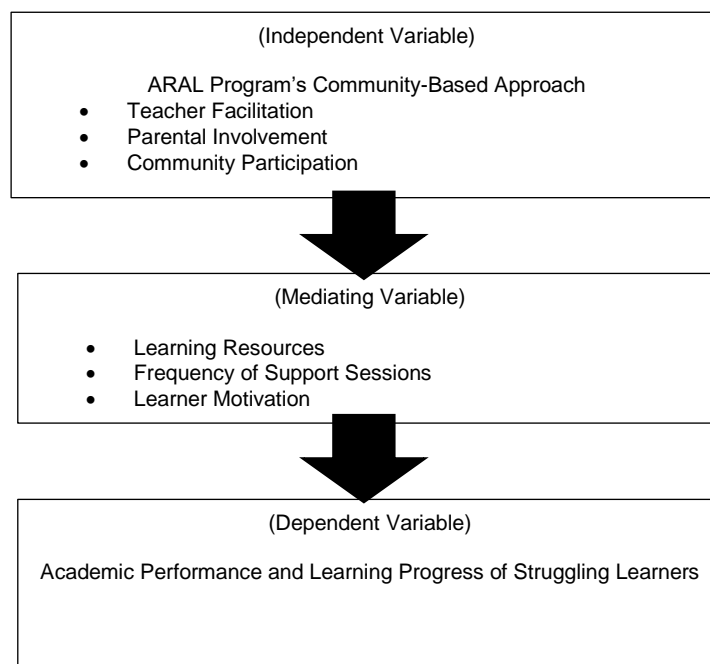 (Independent Variable)
ARAL Program's Community-Based Approach
• Teacher Facilitation
• Parental Involvement
• Community Participation
(Mediating Variable)
• Learning Resources
• Frequency of Support Sessions
• Learner Motivation
(Dependent Variable)
Academic Performance and Learning Progress of Struggling Learners